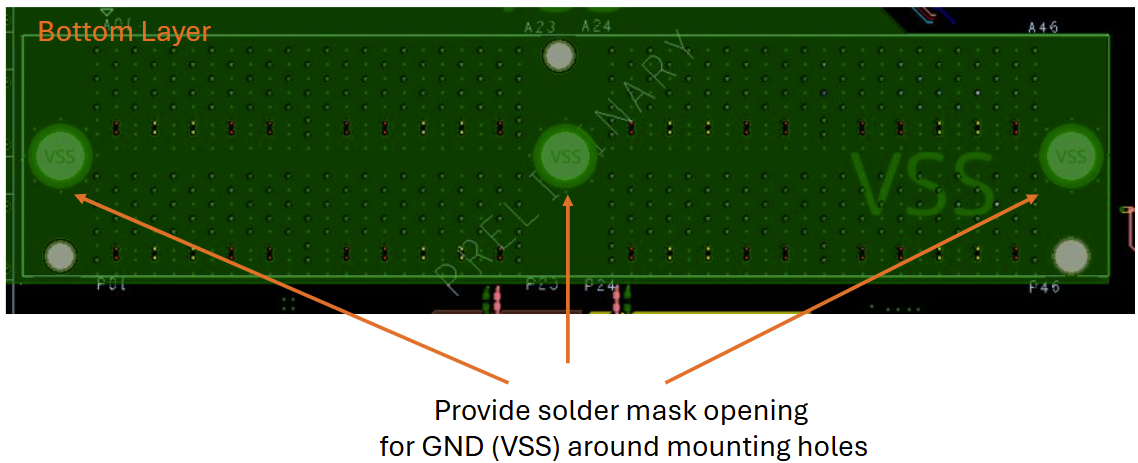 Bottom Layer
A01
A23
A24
A46
PRELIMINARY
VSS
VSS
VSS
VSS
P01
P23
P24
P46
Provide solder mask opening
for GND (VSS) around mounting holes